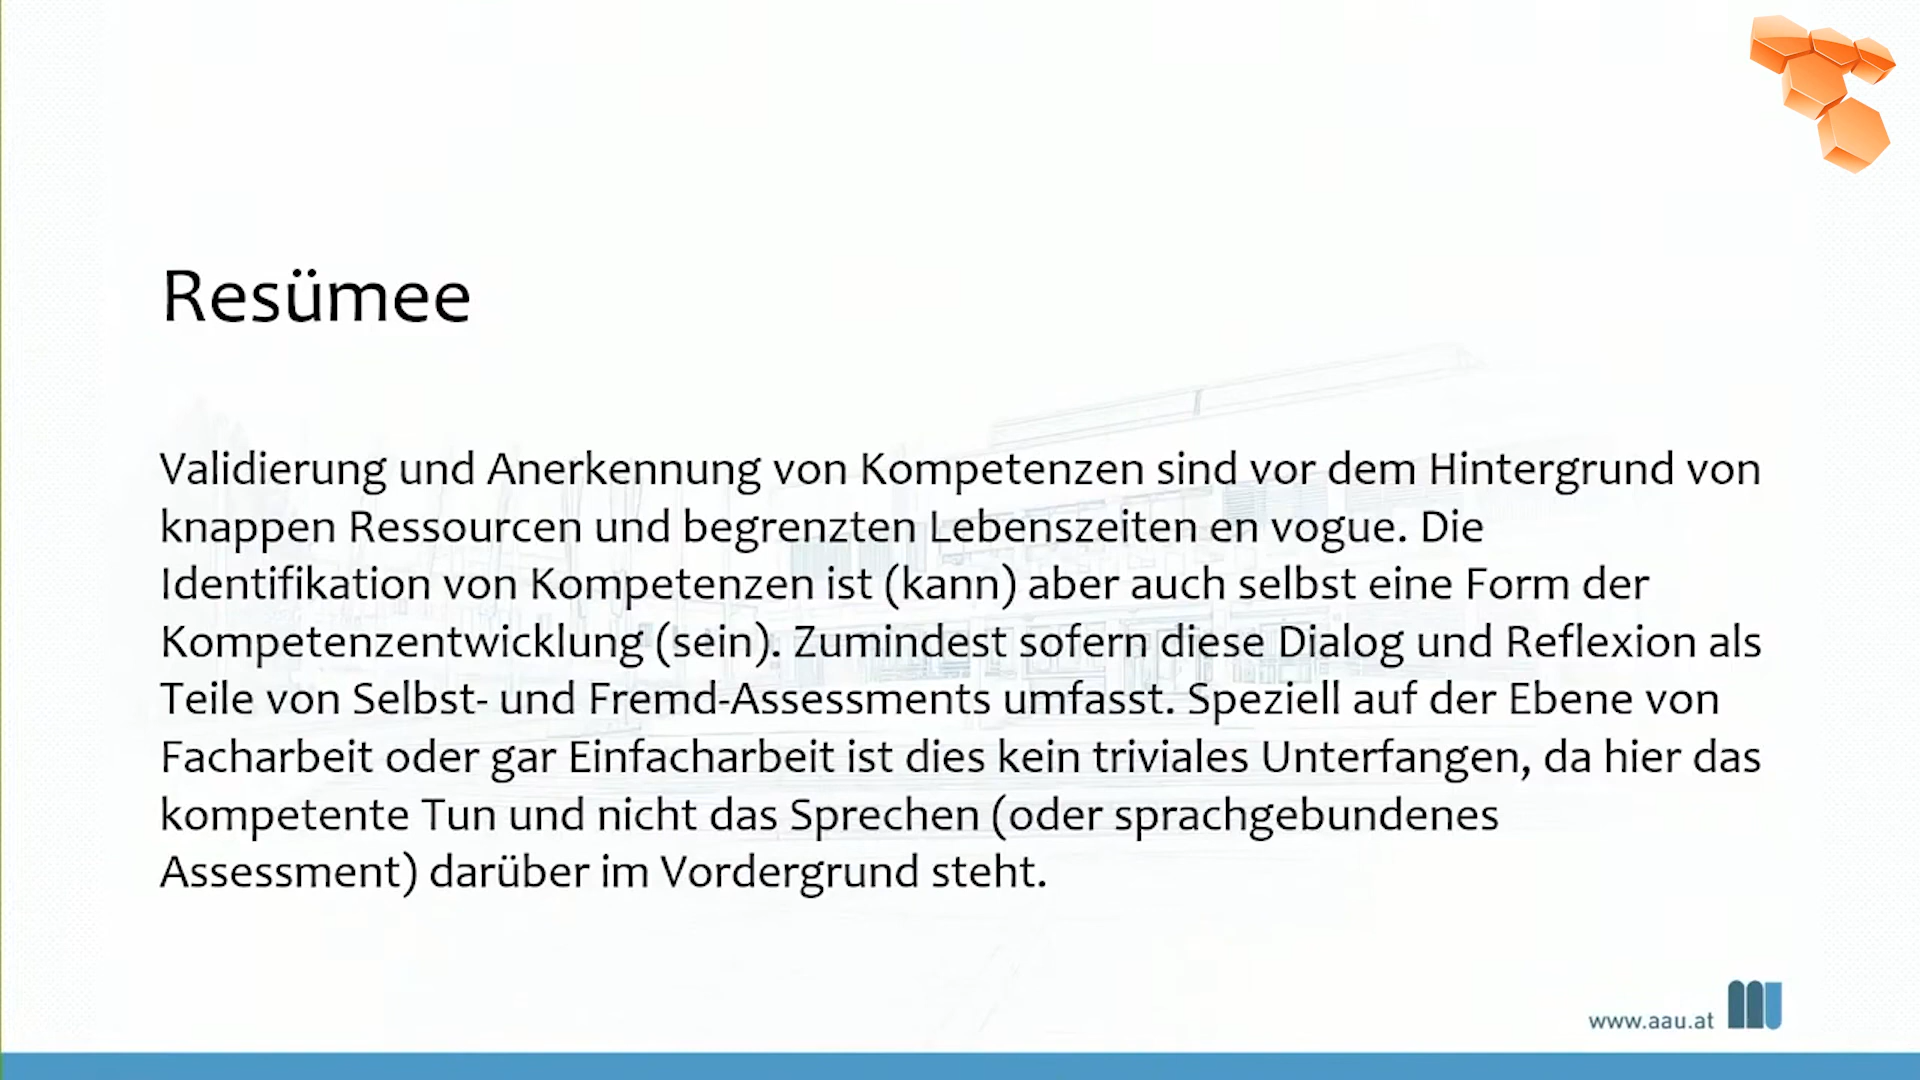 Resümee
Validierung und Anerkennung von Kompetenzen sind vor dem Hintergrund von
knappen Ressourcen und begrenzten Lebenszeiten en vogue. Die
Identifikation von Kompetenzen ist (kann) aber auch selbst eine Form der
Kompetenzentwicklung (sein). Zumindest sofern diese Dialog und Reflexion als
Teile von Selbst- und Fremd-Assessments umfasst. Speziell auf der Ebene von
Facharbeit oder gar Einfacharbeit ist dies kein triviales Unterfangen, da hier das
kompetente Tun und nicht das Sprechen (oder sprachgebundenes
Assessment) darüber im Vordergrund steht.
www.aau.at